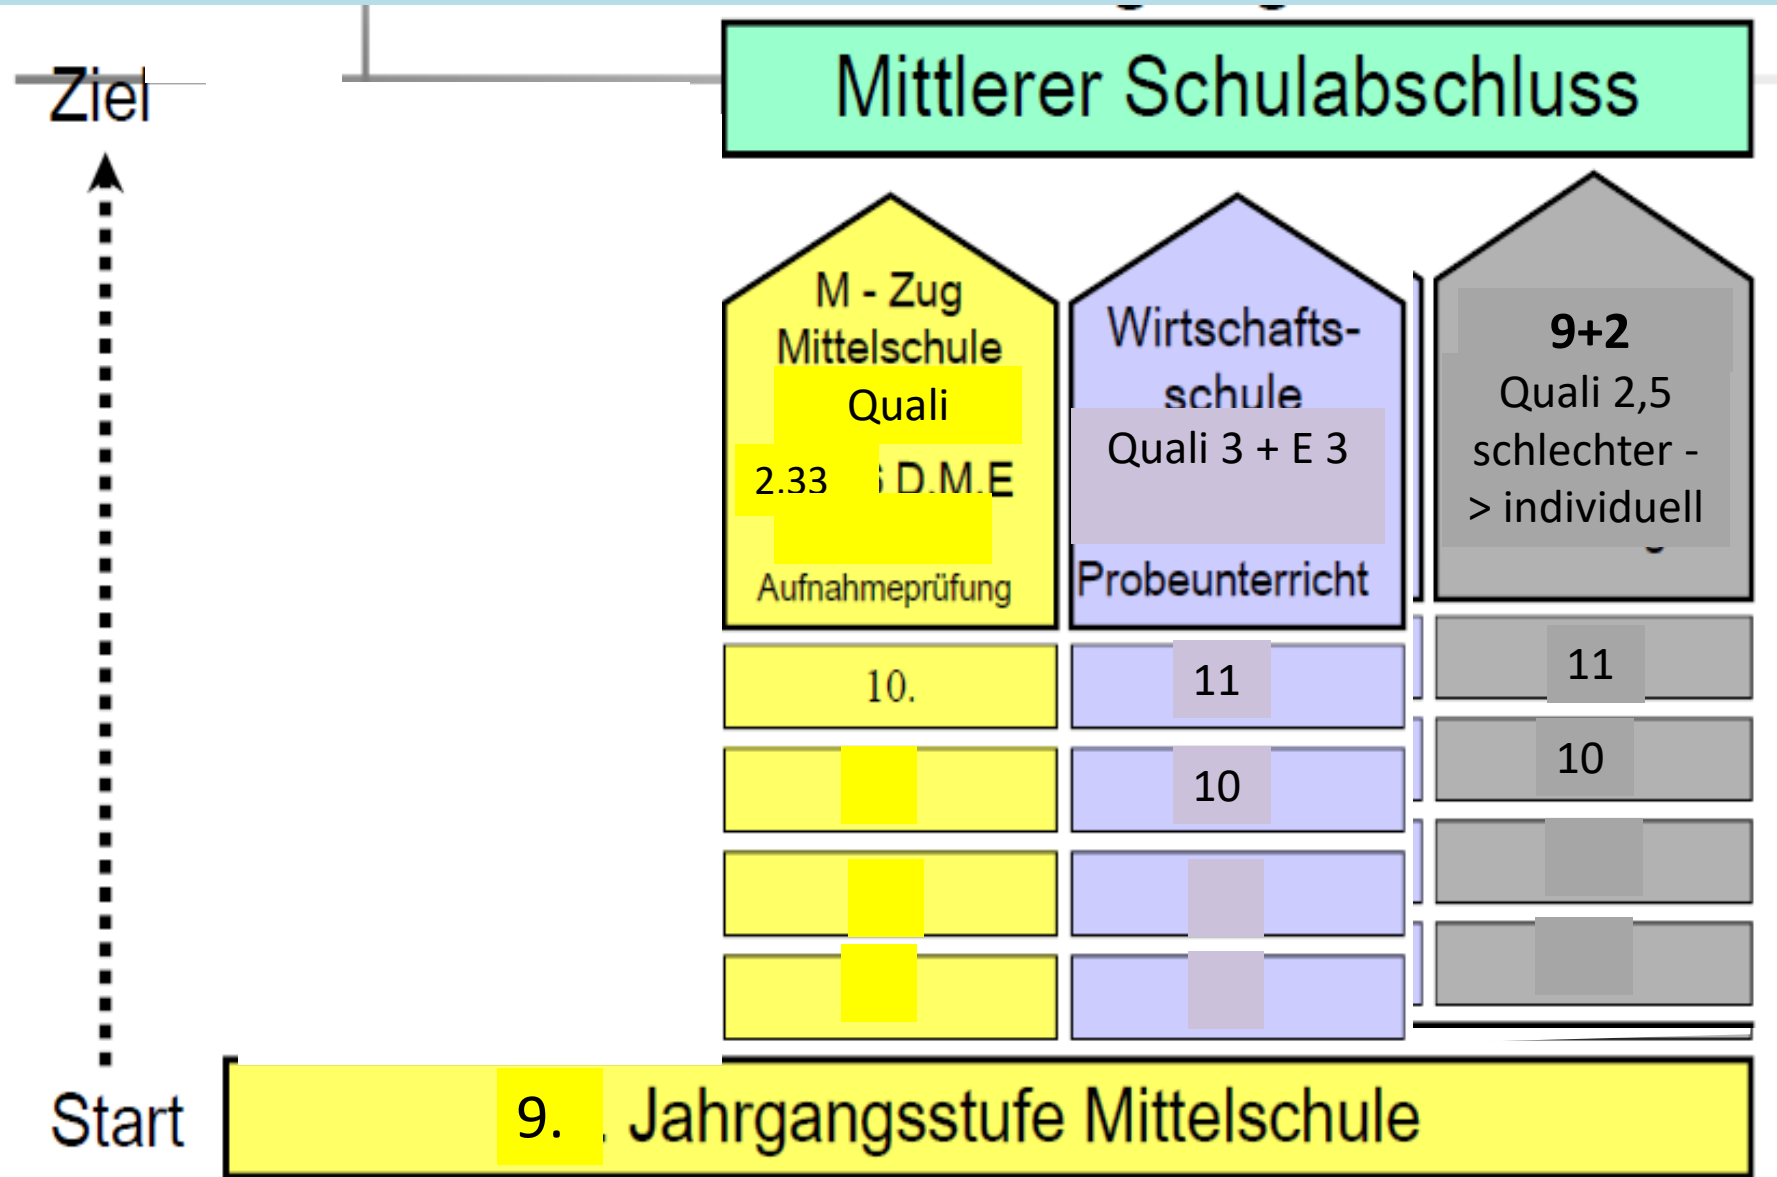 Mittlerer Schulabschluss
Ziel
M - Zug
Mittelschule
Quali
2.33 D.M.E
Aufnahmeprüfung
Wirtschafts-
schule
Quali 3 + E 3
Probeunterricht
9+2
Quali 2,5
schlechter -
> individuell
10.
11
11
10
10
Start
9. . Jahrgangsstufe Mittelschule